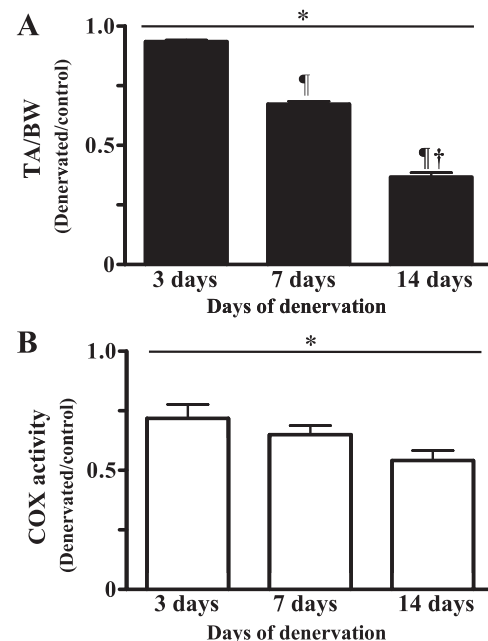 A
*
1.0
TA/BW
(Denervated/control)
¶
0.5
¶†
0
3 days 7 days 14 days
Days of denervation
B
*
1.0
COX activity
(Denervated/control)
0.5
0
3 days 7 days 14 days
Days of denervation